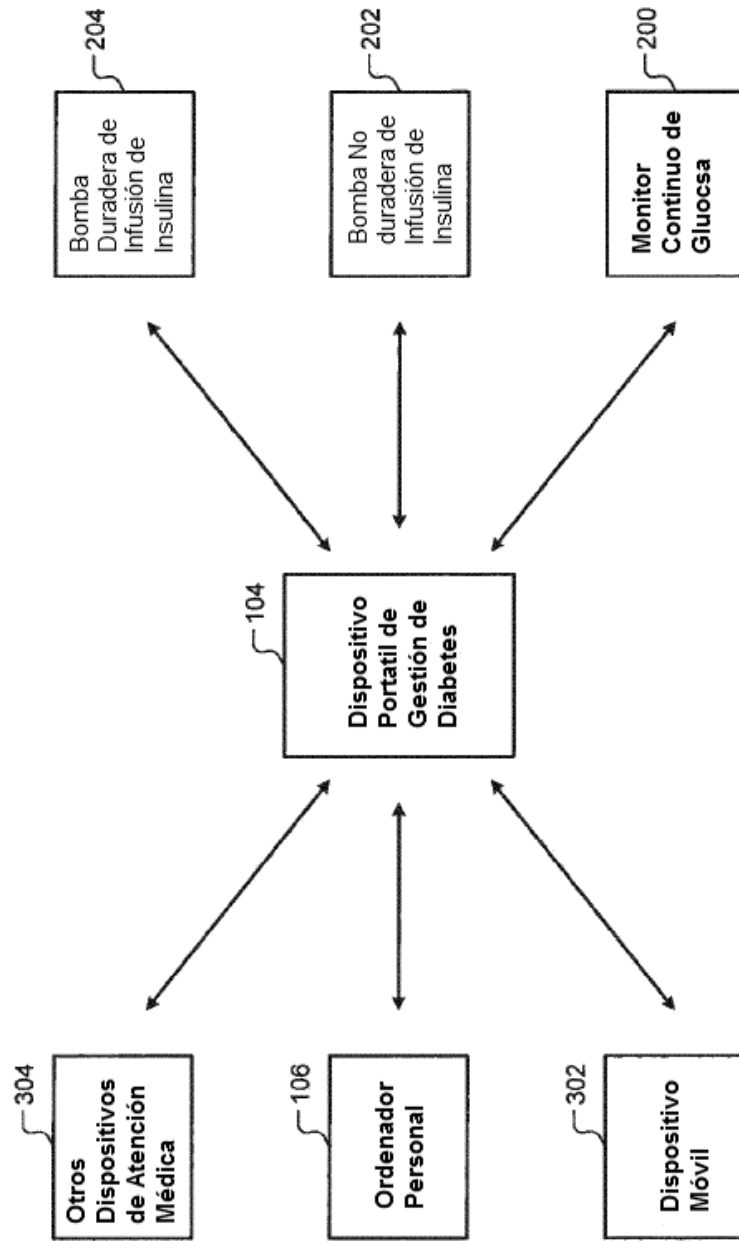 304
Otros
Dispositivos
de Atención
Médica
106
Ordenador
Personal
302
Dispositivo
Móvil
104
Dispositivo
Portatil de
Gestión de
Diabetes
204
Bomba
Duradera de
Infusión de
Insulina
202
Bomba No
duradera de
Infusión de
Insulina
200
Monitor
Continuo de
Gluocsa